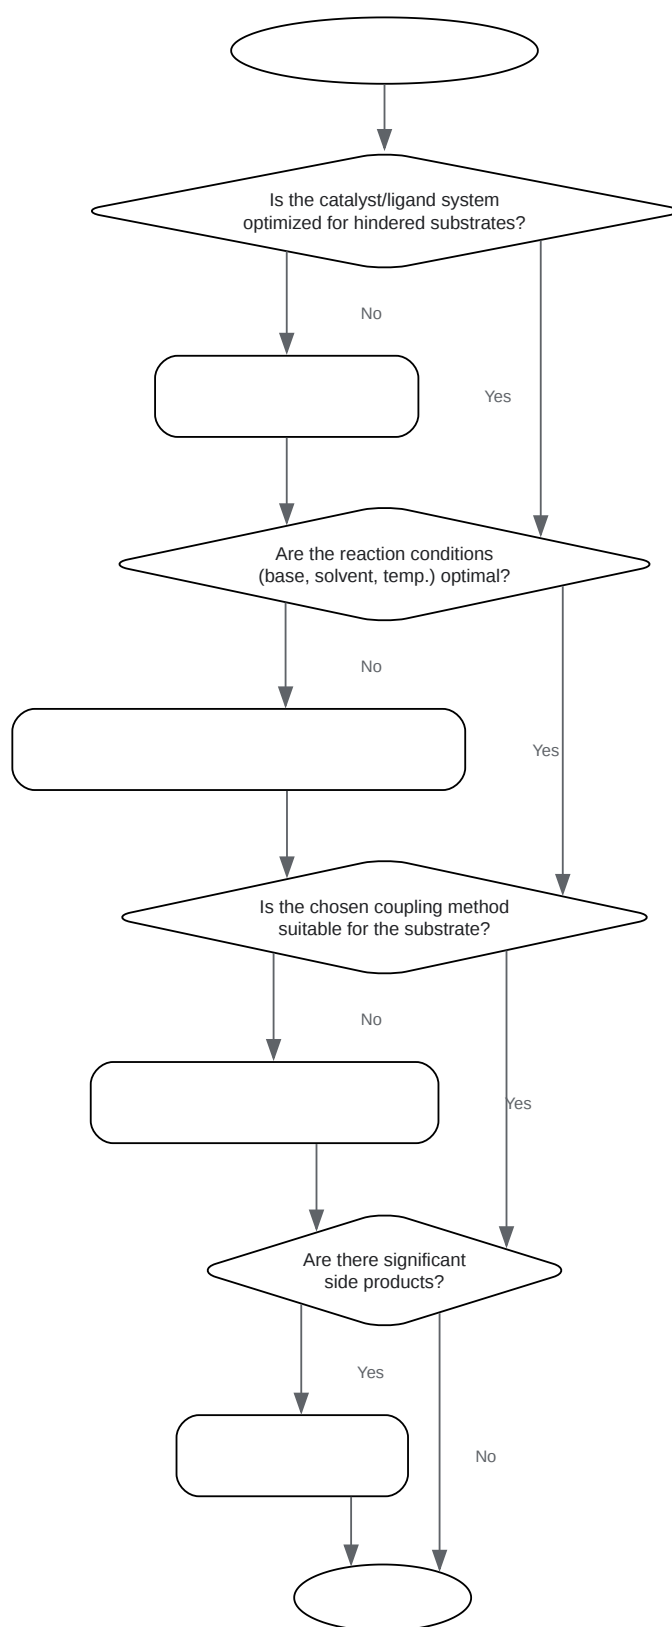 Is the catalyst/ligand system
optimized for hindered substrates?
No
Yes
Are the reaction conditions
(base, solvent, temp.) optimal?
No
Yes
Is the chosen coupling method
suitable for the substrate?
No
Yes
Are there significant
side products?
Yes
No